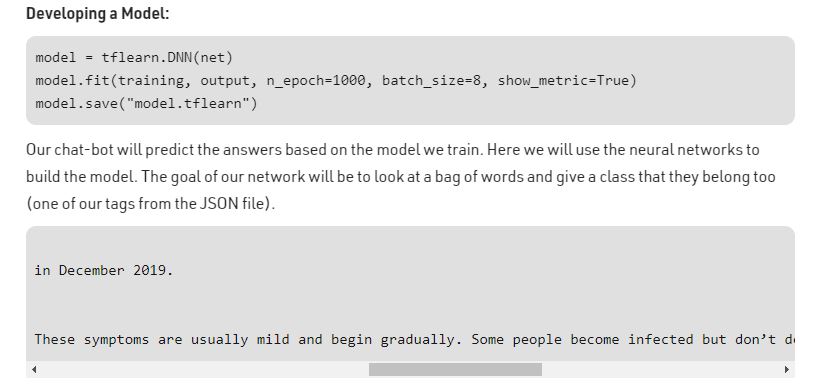 Developing a Model:
model = tflearn.DNN(net)
model.fit(training, output, n_epoch=1000, batch_size=8, show_metric=True)
model.save("model.tflearn")
Our chat-bot will predict the answers based on the model we train. Here we will use the neural networks to
build the model. The goal of our network will be to look at a bag of words and give a class that they belong too
(one of our tags from the JSON file).
in December 2019.
These symptoms are usually mild and begin gradually. Some people become infected but don’t d